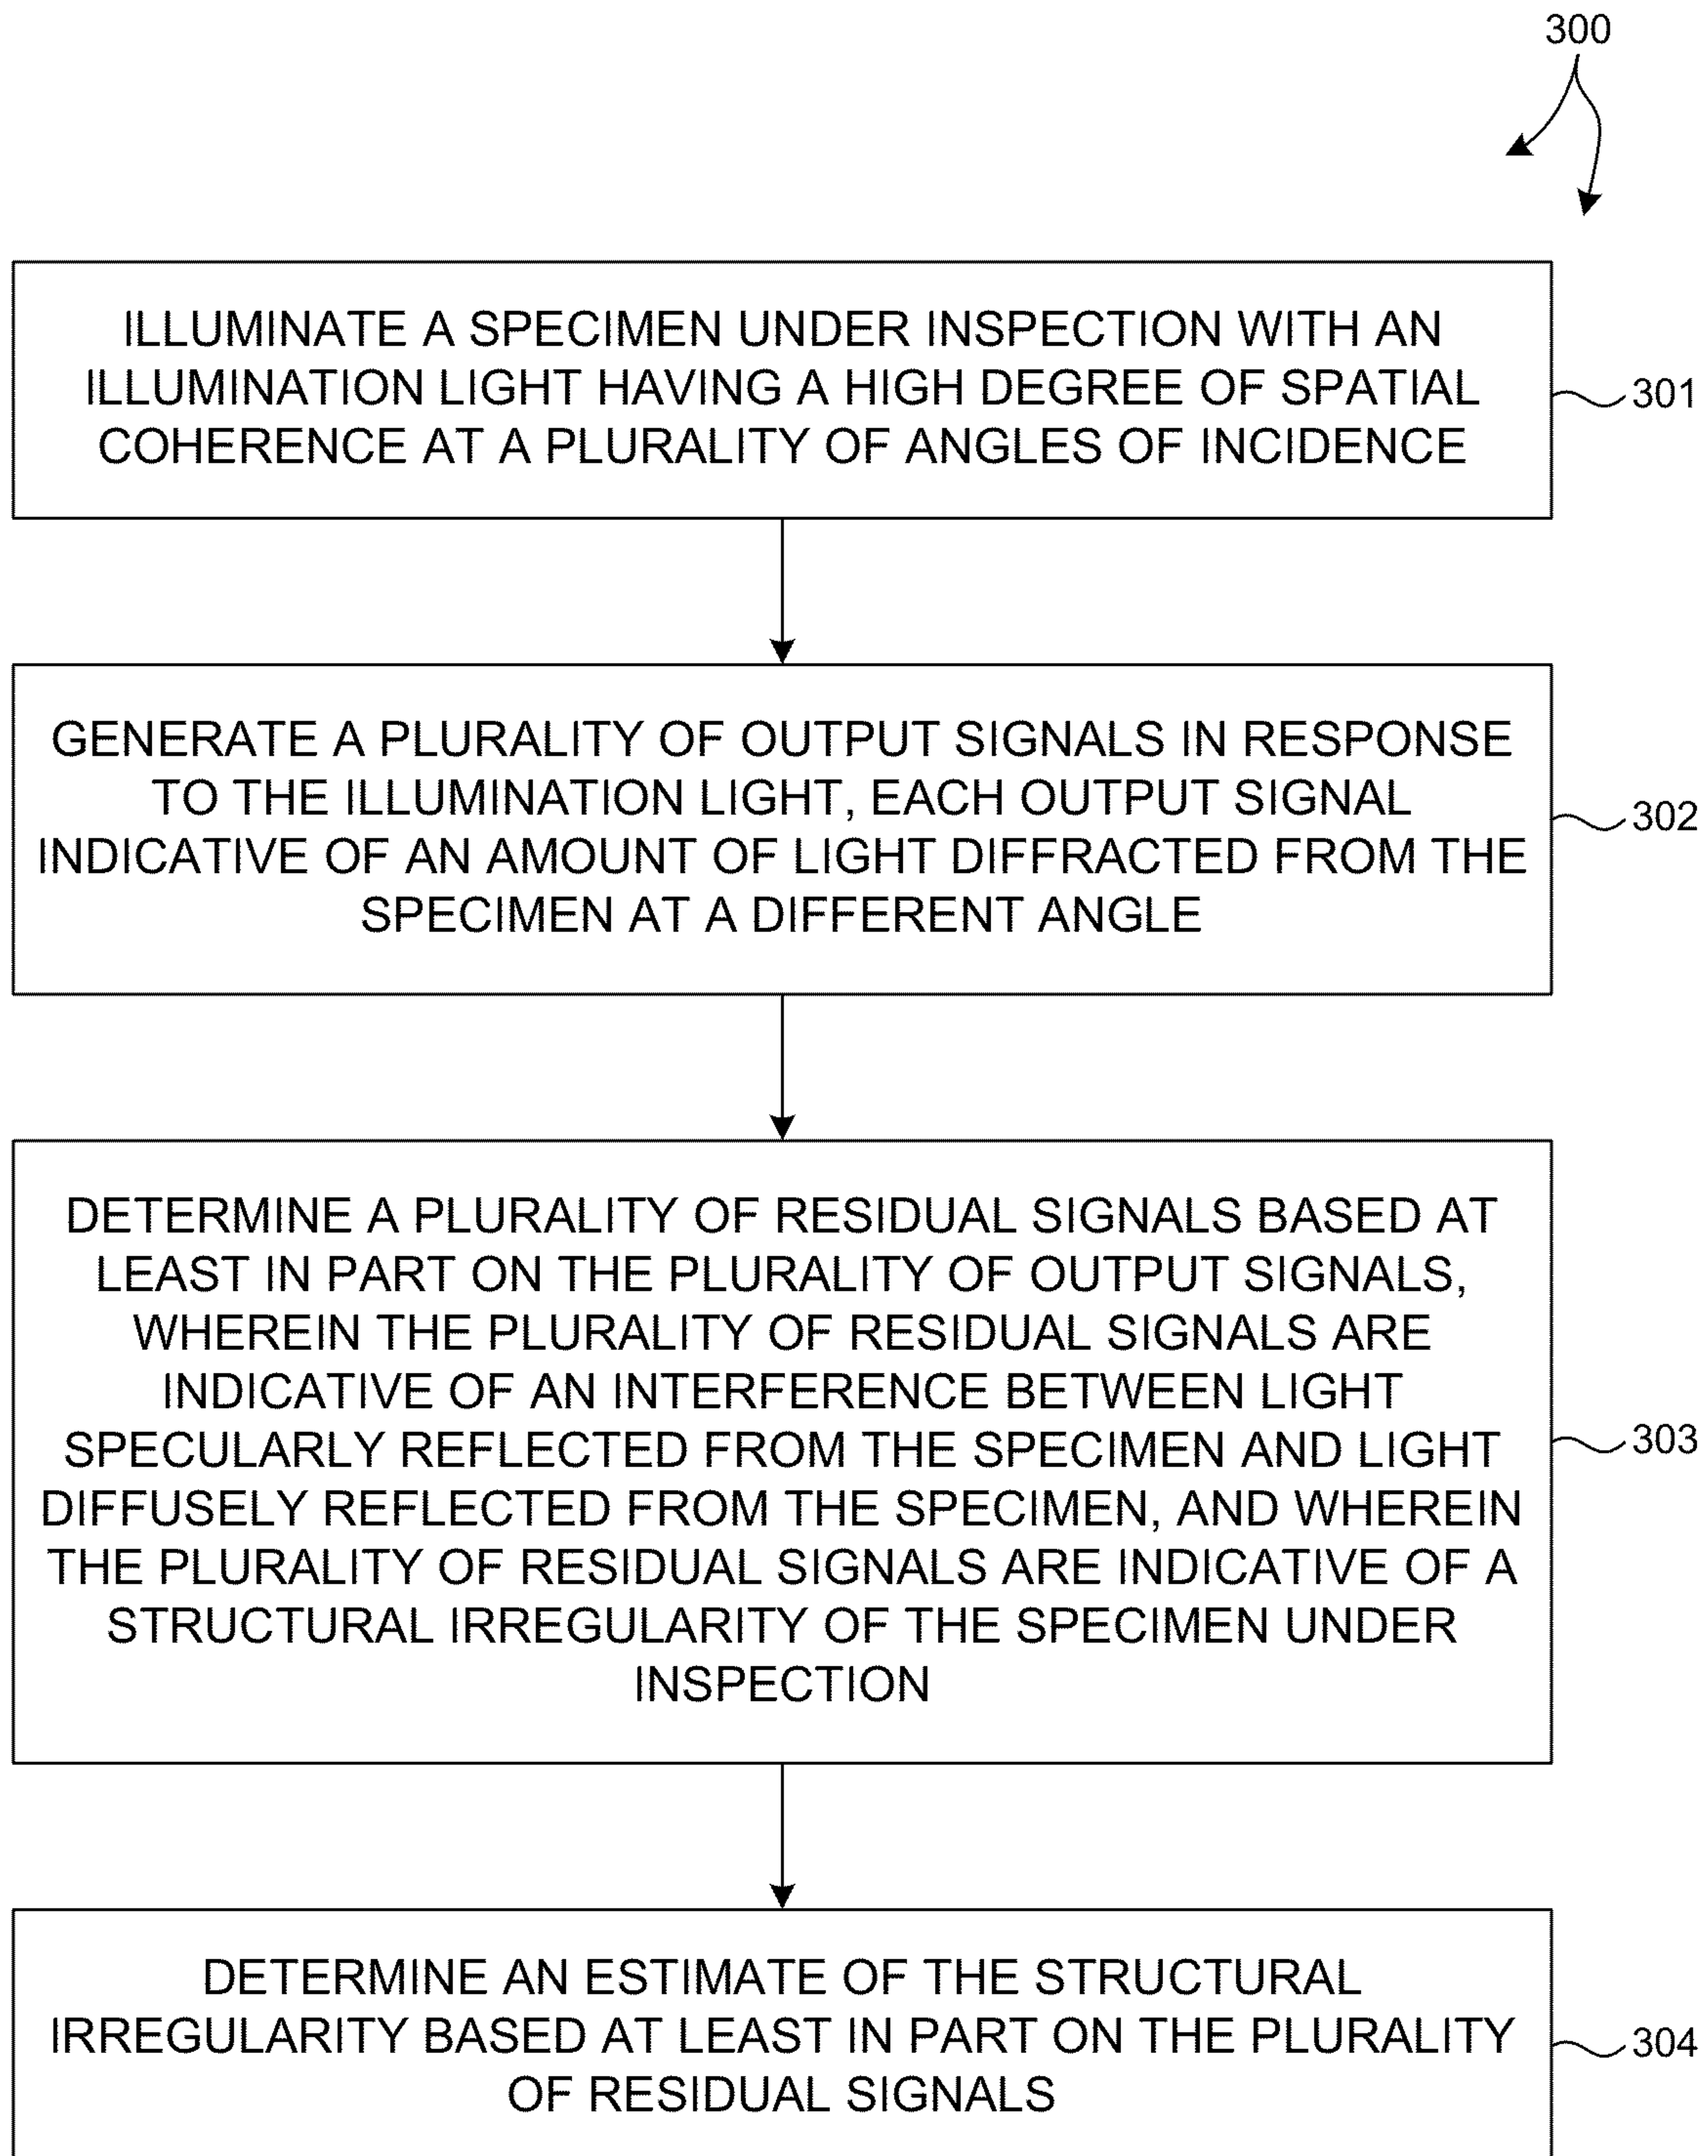 300
ILLUMINATE A SPECIMEN UNDER INSPECTION WITH AN
ILLUMINATION LIGHT HAVING A HIGH DEGREE OF SPATIAL
COHERENCE AT A PLURALITY OF ANGLES OF INCIDENCE
301
GENERATE A PLURALITY OF OUTPUT SIGNALS IN RESPONSE
TO THE ILLUMINATION LIGHT, EACH OUTPUT SIGNAL
INDICATIVE OF AN AMOUNT OF LIGHT DIFFRACTED FROM THE
SPECIMEN AT A DIFFERENT ANGLE
302
DETERMINE A PLURALITY OF RESIDUAL SIGNALS BASED AT
LEAST IN PART ON THE PLURALITY OF OUTPUT SIGNALS,
WHEREIN THE PLURALITY OF RESIDUAL SIGNALS ARE
INDICATIVE OF AN INTERFERENCE BETWEEN LIGHT
SPECULARLY REFLECTED FROM THE SPECIMEN AND LIGHT
DIFFUSELY REFLECTED FROM THE SPECIMEN, AND WHEREIN
THE PLURALITY OF RESIDUAL SIGNALS ARE INDICATIVE OF A
STRUCTURAL IRREGULARITY OF THE SPECIMEN UNDER
INSPECTION
303
DETERMINE AN ESTIMATE OF THE STRUCTURAL
IRREGULARITY BASED AT LEAST IN PART ON THE PLURALITY
OF RESIDUAL SIGNALS
304